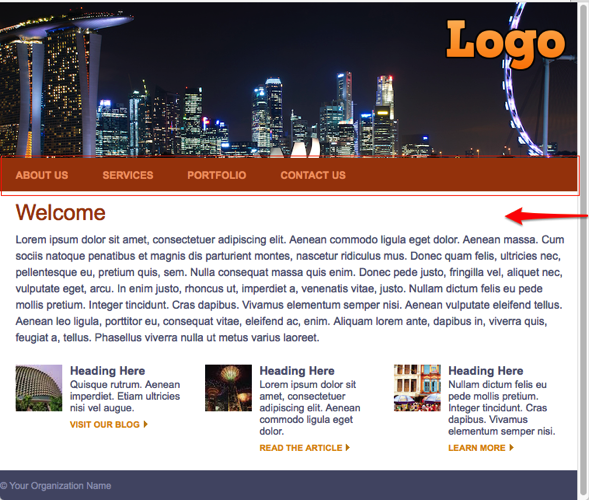 Logo
ABOUT US SERVICES PORTFOLIO CONTACT US
Welcome
Lorem ipsum dolor sit amet, consectetuer adipiscing elit. Aenean commodo ligula eget dolor. Aenean massa. Cum
sociis natoque penatibus et magnis dis parturient montes, nascetur ridiculus mus. Donec quam felis, ultricies nec,
pellentesque eu, pretium quis, sem. Nulla consequat massa quis enim. Donec pede justo, fringilla vel, aliquet nec,
vulputate eget, arcu. In enim justo, rhoncus ut, imperdiet a, venenatis vitae, justo. Nullam dictum felis eu pede
mollis pretium. Integer tincidunt. Cras dapibus. Vivamus elementum semper nisi. Aenean vulputate eleifend tellus.
Aenean leo ligula, porttitor eu, consequat vitae, eleifend ac, enim. Aliquam lorem ante, dapibus in, viverra quis,
feugiat a, tellus. Phasellus viverra nulla ut metus varius laoreet.
Heading Here
Quisque rutrum. Aenean
imperdiet. Etiam ultricies
nisi vel augue.
VISIT OUR BLOG
Heading Here
Lorem ipsum dolor sit
amet, consectetuer
adipiscing elit. Aenean
commodo ligula eget
dolor.
READ THE ARTICLE
Heading Here
Nullam dictum felis eu
pede mollis pretium.
Integer tincidunt. Cras
dapibus. Vivamus
elementum semper nisi.
LEARN MORE
© Your Organization Name